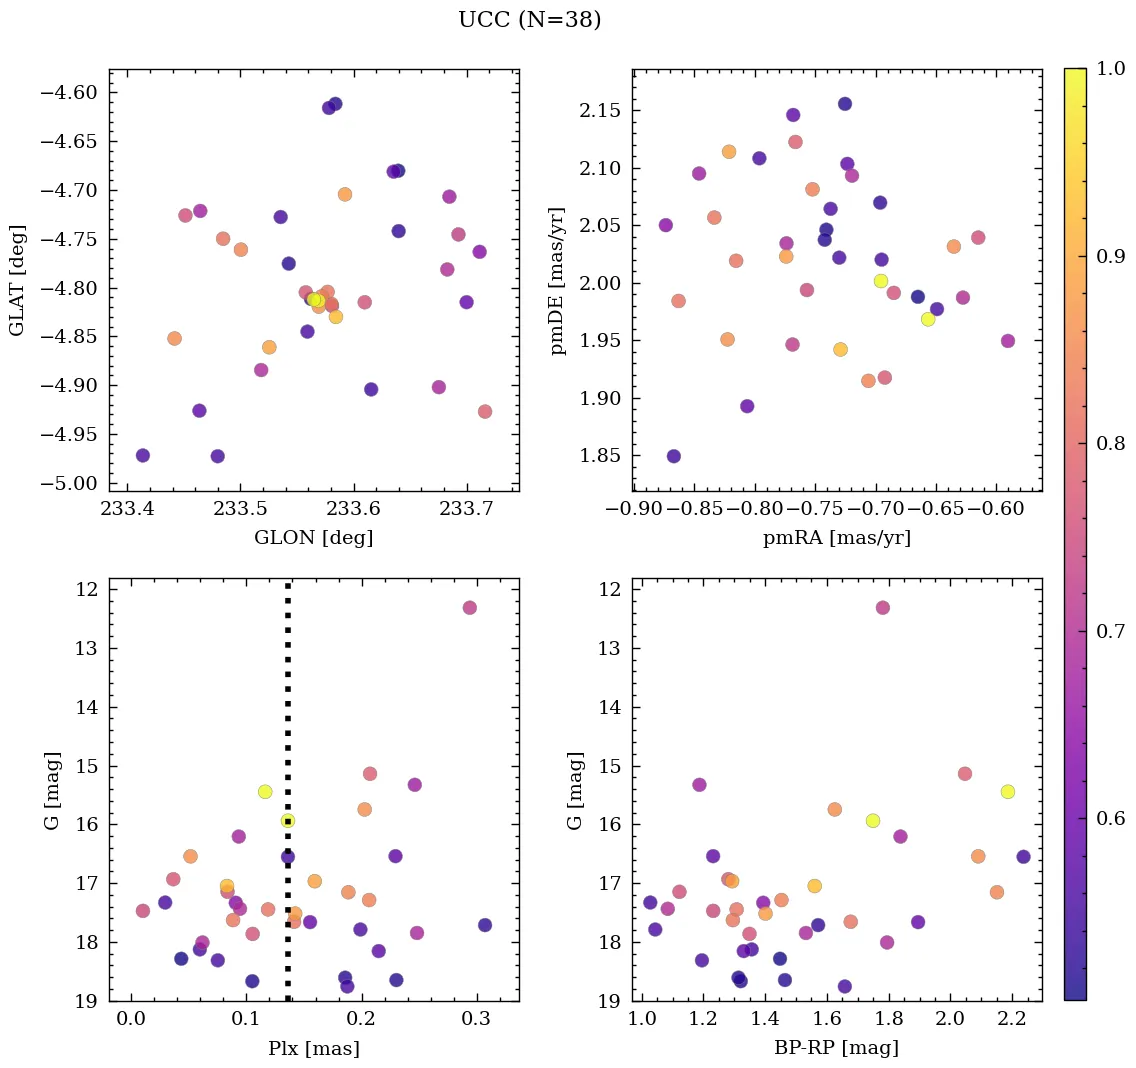 UCC (N=38)
−4.60
−4.65
−4.70
−4.75
−4.80
−4.85
−4.90
−4.95
−5.00
GLAT [deg]
233.4 233.5 233.6 233.7
GLON [deg]
2.15
2.10
2.05
2.00
1.95
1.90
1.85
pmDE [mas/yr]
−0.90 −0.85 −0.80 −0.75 −0.70 −0.65 −0.60
pmRA [mas/yr]
1.0
0.9
0.8
0.7
0.6
12
13
14
15
16
17
18
19
G [mag]
0.0 0.1 0.2 0.3
Plx [mas]
12
13
14
15
16
17
18
19
G [mag]
1.0 1.2 1.4 1.6 1.8 2.0 2.2
BP-RP [mag]